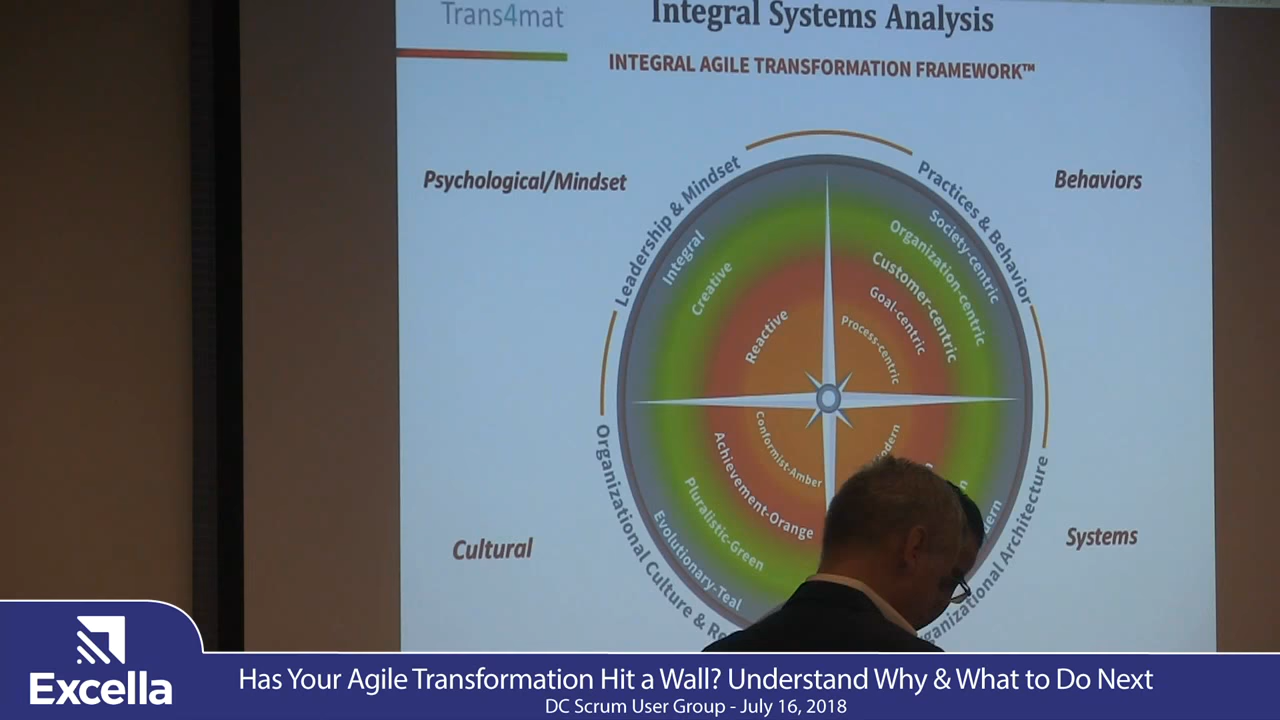 Trans4mat
Integral Systems Analysis
INTEGRAL AGILE TRANSFORMATION FRAMEWORK™
Psychological/Mindset
Behaviors
Leadership & Mindset
Practices & Behavior
Integral
Creative
Reactive
Society-centric
Organization-centric
Customer-centric
Goal-centric
Process-centric
Conformist-Amber
Achievement-Orange
Pluralistic-Green
Evolutionary-Teal
Organizational Culture &
Architecture
Cultural
Systems
Excella
Has Your Agile Transformation Hit a Wall? Understand Why & What to Do Next
DC Scrum User Group - July 16, 2018